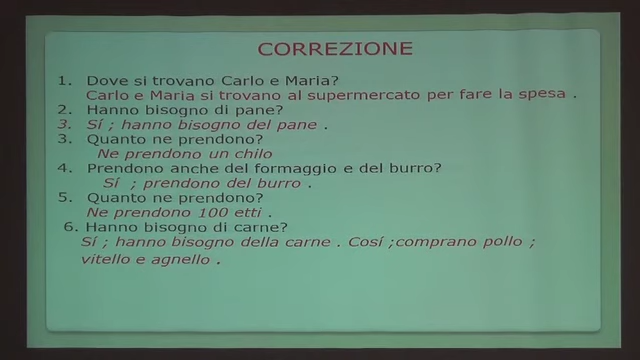 CORREZIONE
1. Dove si trovano Carlo e Maria?
Carlo e Maria si trovano al supermercato per fare la spesa .
2. Hanno bisogno di pane?
3. Sí ; hanno bisogno del pane .
3. Quanto ne prendono?
Ne prendono un chilo
4. Prendono anche del formaggio e del burro?
Sí ; prendono del burro .
5. Quanto ne prendono?
Ne prendono 100 etti .
6. Hanno bisogno di carne?
Sí ; hanno bisogno della carne . Cosí ;comprano pollo ;
vitello e agnello .